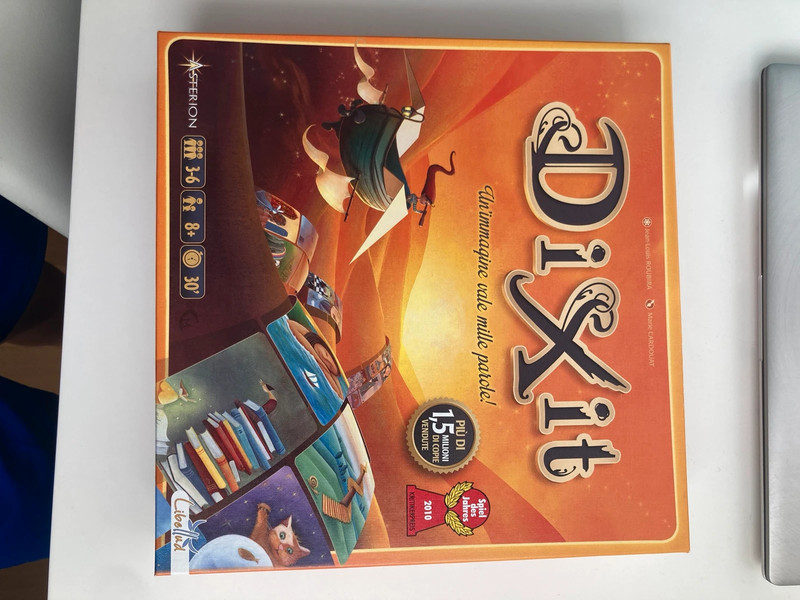 Jean-Louis ROUBIRA Marie CARDOUAT
DiXit
Un'immagine vale mille parole!
PIÙ DI
1,5 MILIONI
DI COPIE
VENDUTE
Spiel
des
Jahres
2010
KRITIKERPREIS
ASTERION
3-6
8+
30'
Libellud